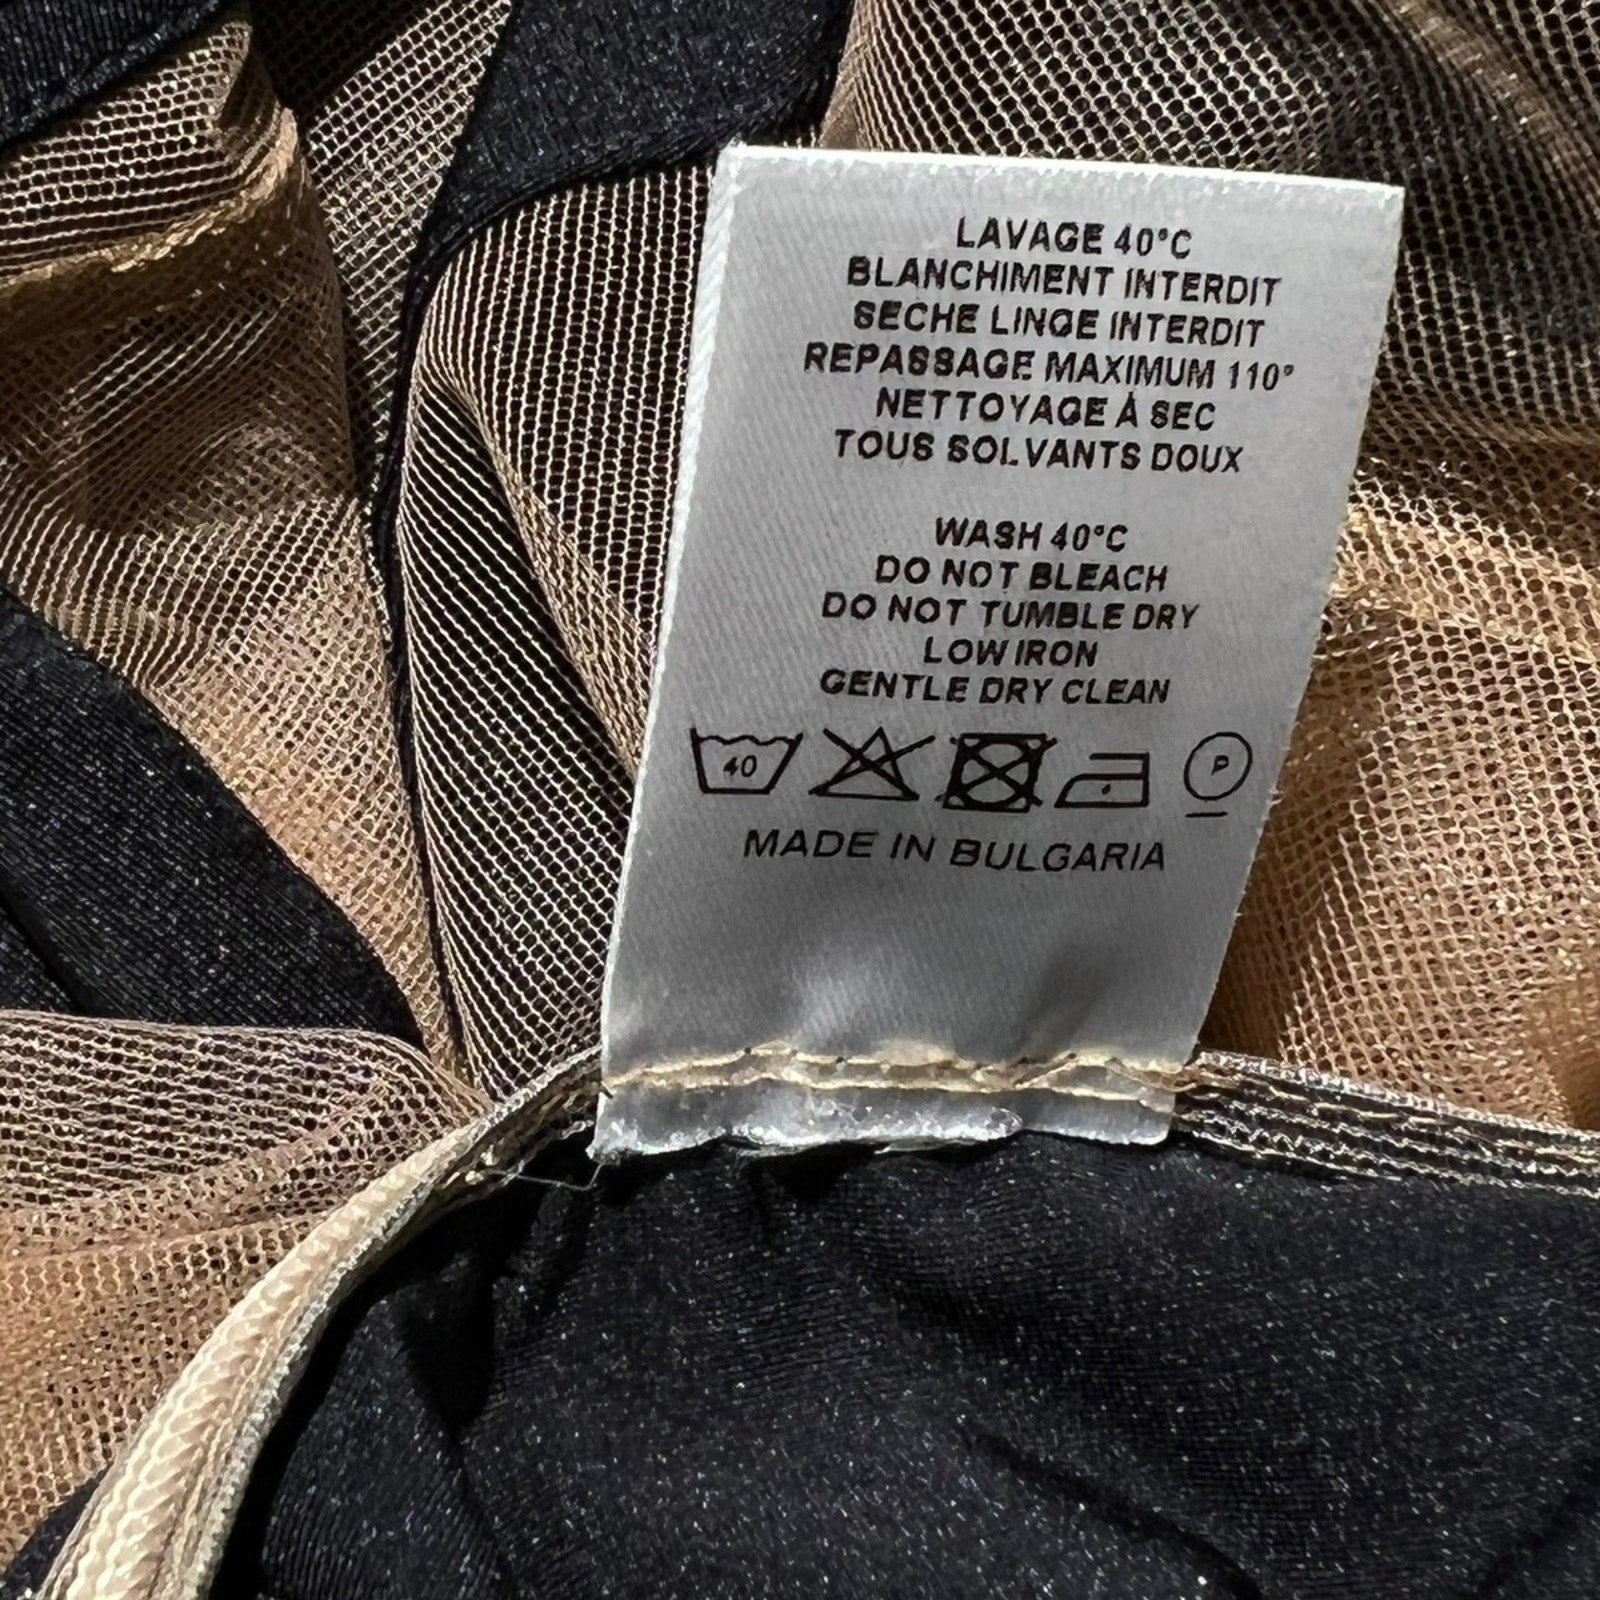 LAVAGE 40°C
BLANCHIMENT INTERDIT
SECHE LINGE INTERDIT
REPASSAGE MAXIMUM 110°
NETTOYAGE À SEC
TOUS SOLVANTS DOUX
WASH 40°C
DO NOT BLEACH
DO NOT TUMBLE DRY
LOW IRON
GENTLE DRY CLEAN
40 P
MADE IN BULGARIA